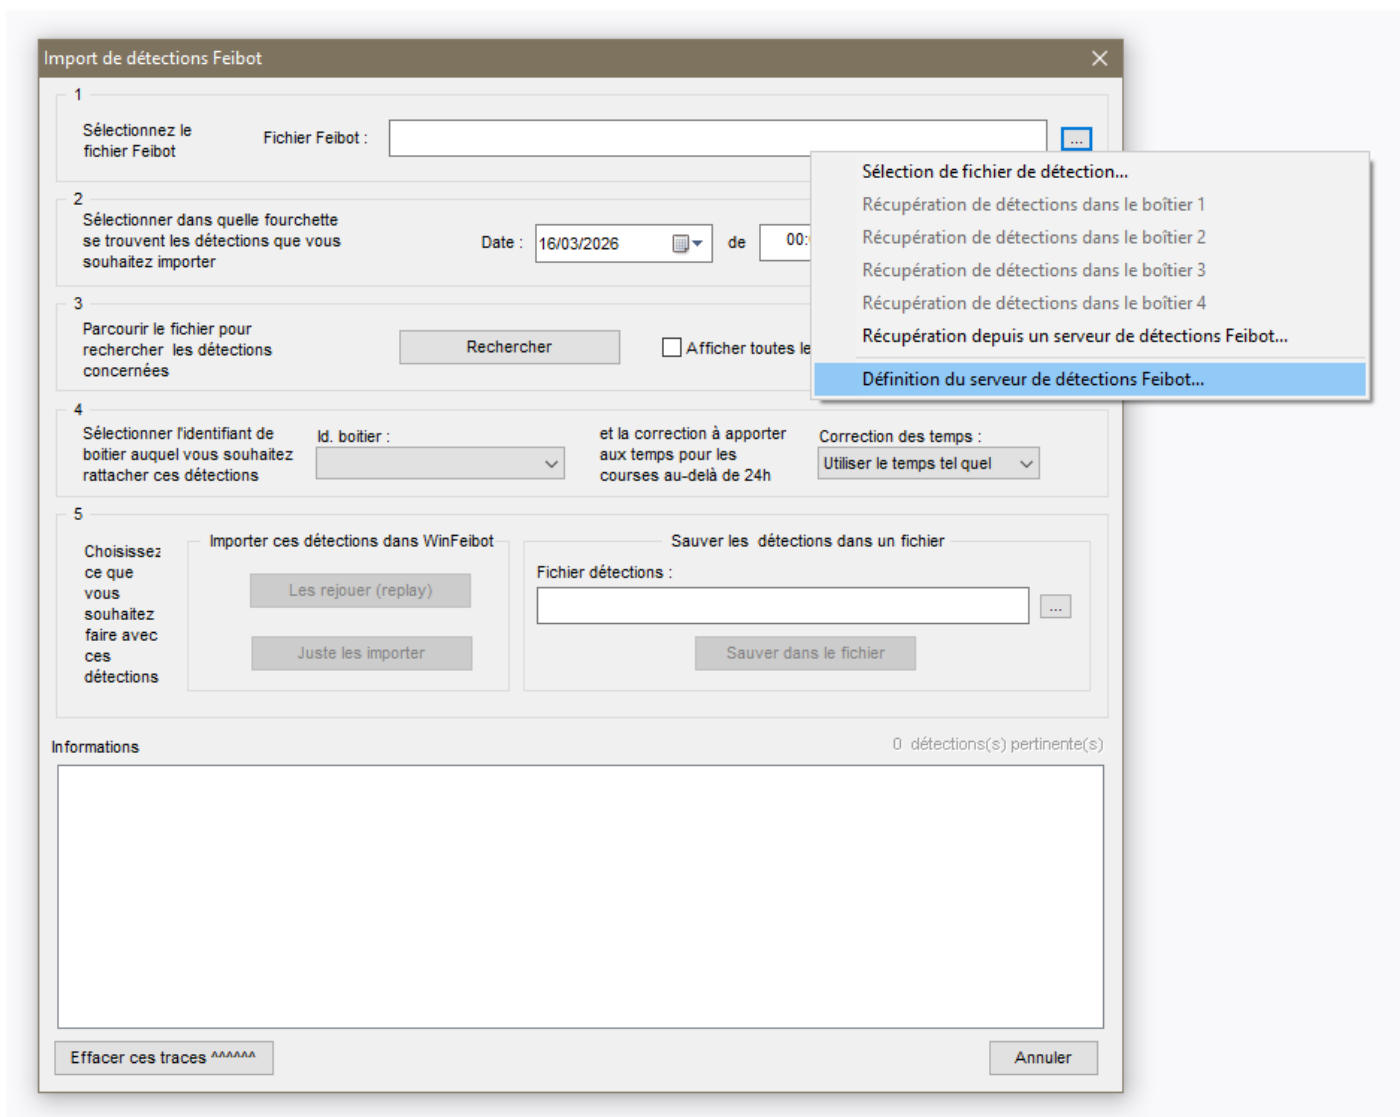 Import de détections Feibot
1
Sélectionnez le
fichier Feibot
Fichier Feibot :
...
Sélection de fichier de détection...
Récupération de détections dans le boîtier 1
Récupération de détections dans le boîtier 2
Récupération de détections dans le boîtier 3
Récupération de détections dans le boîtier 4
Récupération depuis un serveur de détections Feibot...
Définition du serveur de détections Feibot...
2
Sélectionner dans quelle fourchette
se trouvent les détections que vous
souhaitez importer
Date :
16/03/2026
de
00:
3
Parcourir le fichier pour
rechercher les détections
concernées
Rechercher
Afficher toutes le
4
Sélectionner l'identifiant de
boitier auquel vous souhaitez
rattacher ces détections
Id. boitier :
et la correction à apporter
aux temps pour les
courses au-delà de 24h
Correction des temps :
Utiliser le temps tel quel
5
Choisissez
ce que
vous
souhaitez
faire avec
ces
détections
Importer ces détections dans WinFeibot
Les rejouer (replay)
Juste les importer
Sauver les détections dans un fichier
Fichier détections :
...
Sauver dans le fichier
Informations
0 détections(s) pertinente(s)
Effacer ces traces ^^^^^^
Annuler